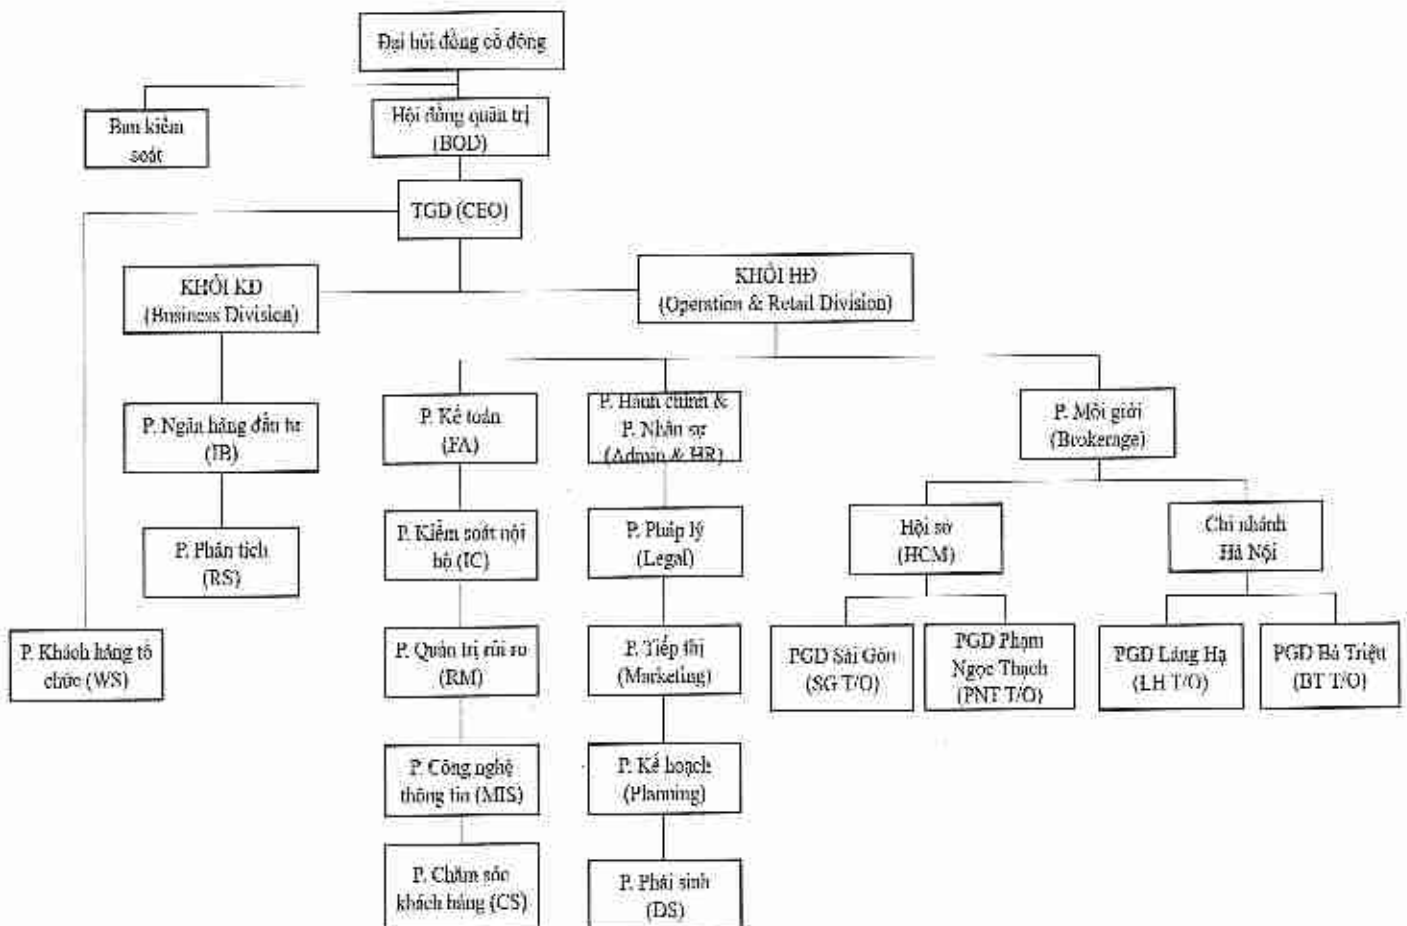 Đại hội đồng cổ đông
Ban kiểm
soát
Hội đồng quản trị
(BOD)
TGD (CEO)
KHỐI KD
(Business Division)
KHỐI HĐ
(Operation & Retail Division)
P. Ngân hàng đầu tư
(IB)
P. Kế toán
(FA)
P. Hành chính &
P. Nhân sự
(Admin & HR)
P. Môi giới
(Brokerage)
P. Phân tích
(RS)
P. Kiểm soát nội
bộ (IC)
P. Pháp lý
(Legal)
Hội sở
(HCM)
Chi nhánh
Hà Nội
P. Khách hàng tổ
chức (WS)
P. Quản trị rủi ro
(RM)
P. Tiếp thị
(Marketing)
PGD Sài Gòn
(SG T/O)
PGD Phạm
Ngọc Thạch
(PNT T/O)
PGD Láng Hạ
(LH T/O)
PGD Bà Triệu
(BT T/O)
P. Công nghệ
thông tin (MIS)
P. Kế hoạch
(Planning)
P. Chăm sóc
khách hàng (CS)
P. Phái sinh
(DS)